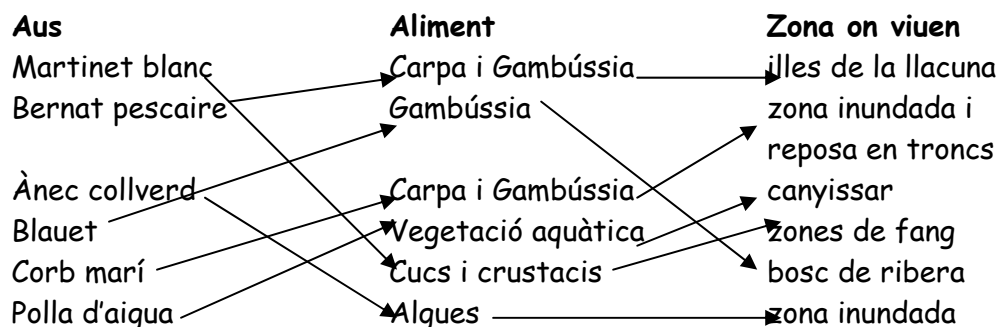 Aus Aliment Zona on viuen
Martinet blanc Carpa i Gambússia illes de la llacuna
Bernat pescaire Gambússia zona inundada i
reposa en troncs
Ànec collverd Carpa i Gambússia canyissar
Blauet Vegetació aquàtica zones de fang
Corb marí Cucs i crustacis bosc de ribera
Polla d'aigua Algues zona inundada